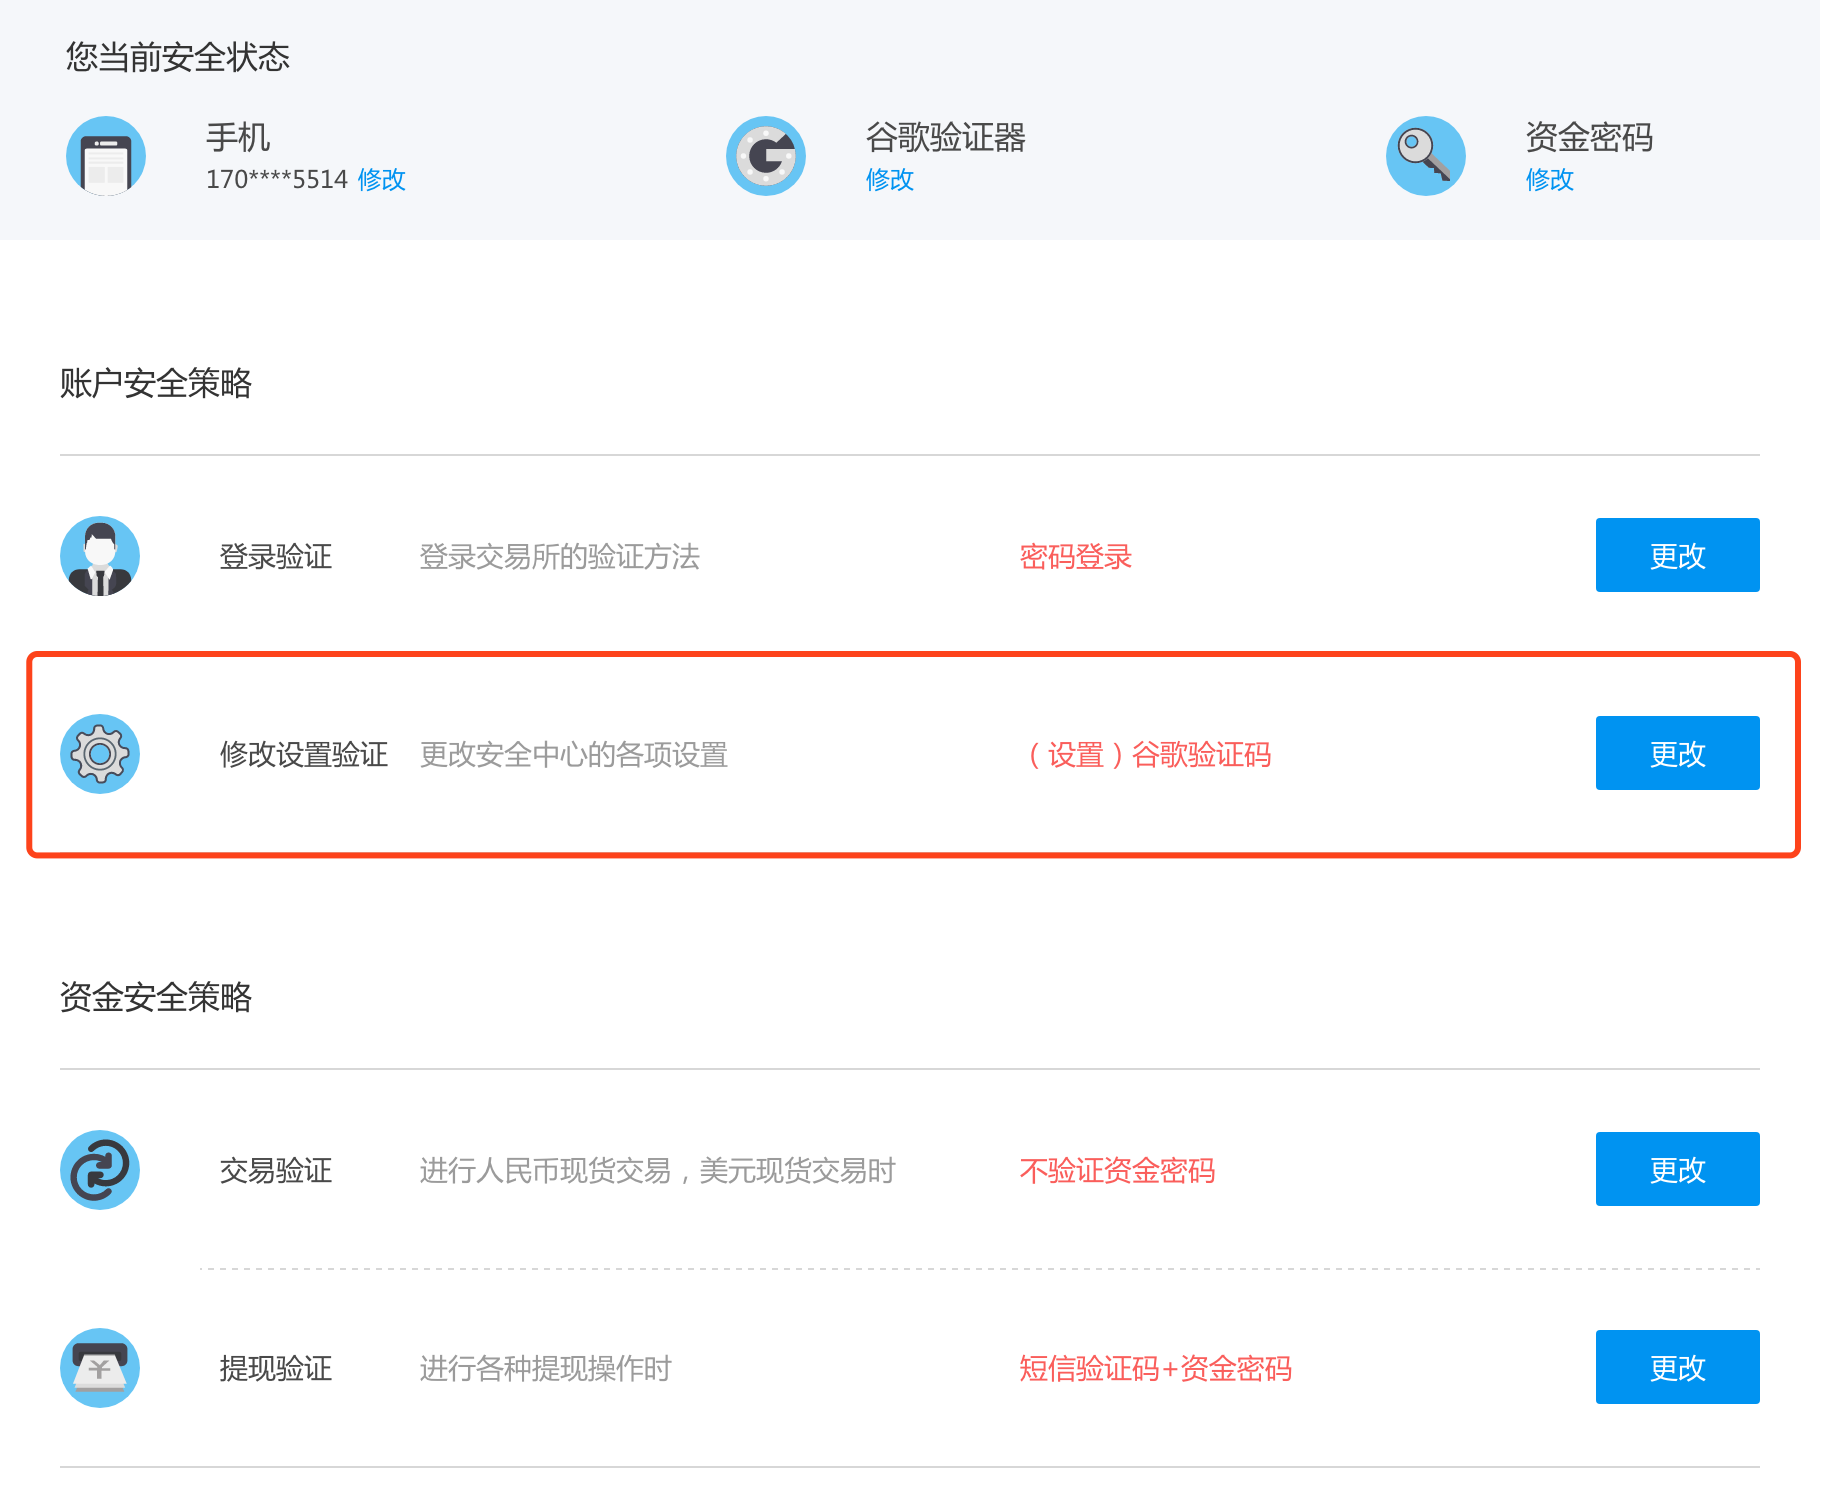 您当前安全状态
手机
170****5514 修改
谷歌验证器
修改
资金密码
修改
账户安全策略
登录验证 登录交易所的验证方法 密码登录 更改
修改设置验证 更改安全中心的各项设置 （设置）谷歌验证码 更改
资金安全策略
交易验证 进行人民币现货交易，美元现货交易时 不验证资金密码 更改
提现验证 进行各种提现操作时 短信验证码+资金密码 更改